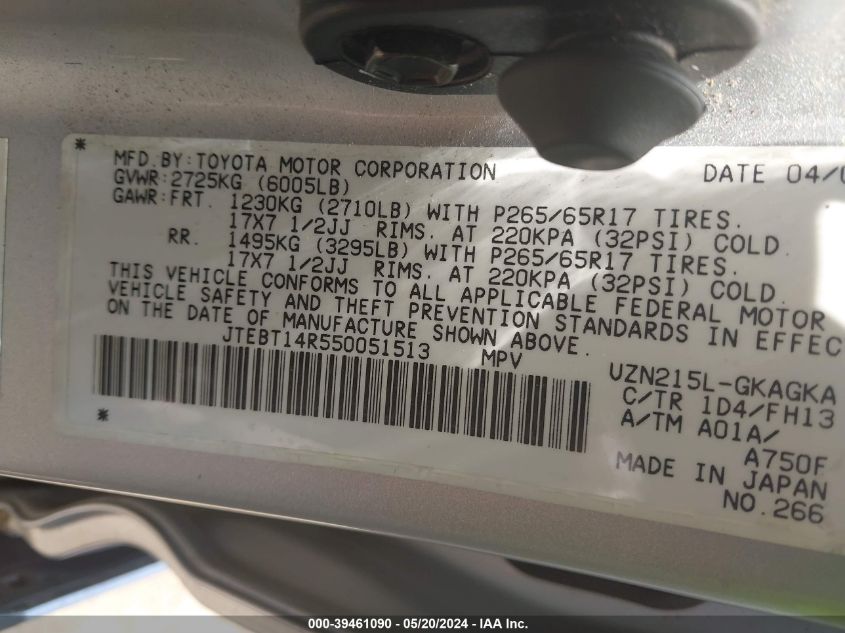 *
MFD.BY:TOYOTA MOTOR CORPORATION DATE 04/0
GVWR:2725KG (6005LB)
GAWR:FRT. 1230KG (2710LB) WITH P265/65R17 TIRES.
17X7 1/2JJ RIMS. AT 220KPA (32PSI) COLD.
RR. 1495KG (3295LB) WITH P265/65R17 TIRES.
17X7 1/2JJ RIMS. AT 220KPA (32PSI) COLD.
THIS VEHICLE CONFORMS TO ALL APPLICABLE FEDERAL MOTOR
VEHICLE SAFETY AND THEFT PREVENTION STANDARDS IN EFFEC
ON THE DATE OF MANUFACTURE SHOWN ABOVE.
JTEBT14R550051513 MPV
UZN215L-GKAGKA
C/TR 1D4/FH13
A/TM A01A/
A750F
*
MADE IN JAPAN
NO.266
000-39461090 - 05/20/2024 - IAA Inc.